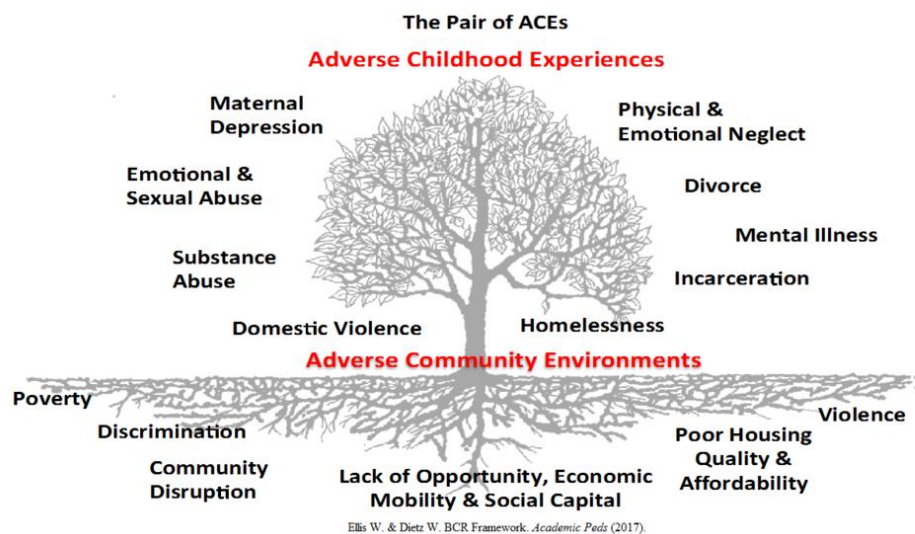 The Pair of ACEs
Adverse Childhood Experiences
Maternal
Depression
Physical &
Emotional Neglect
Emotional &
Sexual Abuse
Divorce
Mental Illness
Substance
Abuse
Incarceration
Domestic Violence
Homelessness
Adverse Community Environments
Poverty
Violence
Discrimination
Poor Housing
Quality &
Affordability
Community
Disruption
Lack of Opportunity, Economic
Mobility & Social Capital
Ellis W. & Dietz W. BCR Framework. Academic Peds (2017).